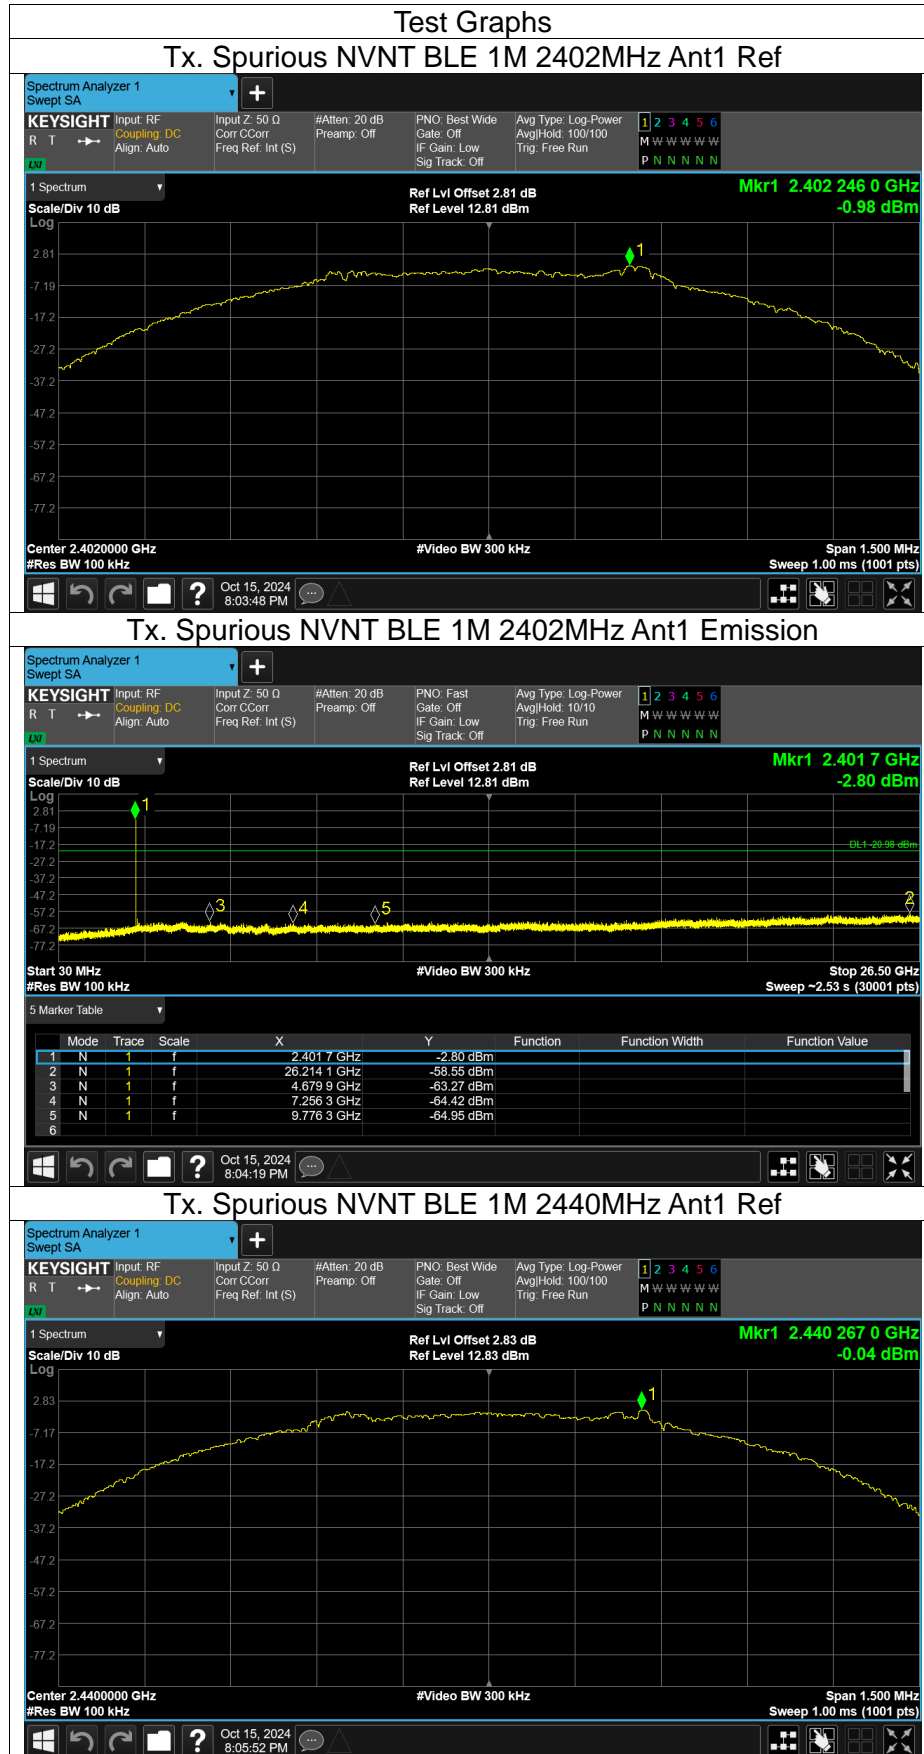 Test Graphs
Tx. Spurious NVNT BLE 1M 2402MHz Ant1 Ref
Spectrum Analyzer 1
Swept SA
KEYSIGHT Input: RF Input Z: 50 Ω #Atten: 20 dB PNO: Best Wide Avg Type: Log-Power 1 2 3 4 5 6
R T Coupling: DC Corr CCorr Preamp: Off Gate: Off Avg|Hold: 100/100 M W W W W W
Align: Auto Freq Ref: Int (S) IF Gain: Low Trig: Free Run
LXI Sig Track: Off P N N N N N
1 Spectrum Ref Lvl Offset 2.81 dB Mkr1 2.402 246 0 GHz
Scale/Div 10 dB Ref Level 12.81 dBm -0.98 dBm
Log
1
2.81
-7.19
-17.2
-27.2
-37.2
-47.2
-57.2
-67.2
-77.2
Center 2.4020000 GHz #Video BW 300 kHz Span 1.500 MHz
#Res BW 100 kHz Sweep 1.00 ms (1001 pts)
Oct 15, 2024
8:03:48 PM
Tx. Spurious NVNT BLE 1M 2402MHz Ant1 Emission
Spectrum Analyzer 1
Swept SA
KEYSIGHT Input: RF Input Z: 50 Ω #Atten: 20 dB PNO: Fast Avg Type: Log-Power 1 2 3 4 5 6
R T Coupling: DC Corr CCorr Preamp: Off Gate: Off Avg|Hold: 10/10 M W W W W W
Align: Auto Freq Ref: Int (S) IF Gain: Low Trig: Free Run
LXI Sig Track: Off P N N N N N
1 Spectrum Ref Lvl Offset 2.81 dB Mkr1 2.401 7 GHz
Scale/Div 10 dB Ref Level 12.81 dBm -2.80 dBm
Log
1
2.81
-7.19
-17.2 DL1 -20.98 dBm
-27.2
-37.2
-47.2
-57.2 3 4 5 2
-67.2
-77.2
Start 30 MHz #Video BW 300 kHz Stop 26.50 GHz
#Res BW 100 kHz Sweep ~2.53 s (30001 pts)
5 Marker Table
Mode Trace Scale X Y Function Function Width Function Value
1 N 1 f 2.401 7 GHz -2.80 dBm
2 N 1 f 26.214 1 GHz -58.55 dBm
3 N 1 f 4.679 9 GHz -63.27 dBm
4 N 1 f 7.256 3 GHz -64.42 dBm
5 N 1 f 9.776 3 GHz -64.95 dBm
6
Oct 15, 2024
8:04:19 PM
Tx. Spurious NVNT BLE 1M 2440MHz Ant1 Ref
Spectrum Analyzer 1
Swept SA
KEYSIGHT Input: RF Input Z: 50 Ω #Atten: 20 dB PNO: Best Wide Avg Type: Log-Power 1 2 3 4 5 6
R T Coupling: DC Corr CCorr Preamp: Off Gate: Off Avg|Hold: 100/100 M W W W W W
Align: Auto Freq Ref: Int (S) IF Gain: Low Trig: Free Run
LXI Sig Track: Off P N N N N N
1 Spectrum Ref Lvl Offset 2.83 dB Mkr1 2.440 267 0 GHz
Scale/Div 10 dB Ref Level 12.83 dBm -0.04 dBm
Log
1
2.83
-7.17
-17.2
-27.2
-37.2
-47.2
-57.2
-67.2
-77.2
Center 2.4400000 GHz #Video BW 300 kHz Span 1.500 MHz
#Res BW 100 kHz Sweep 1.00 ms (1001 pts)
Oct 15, 2024
8:05:52 PM